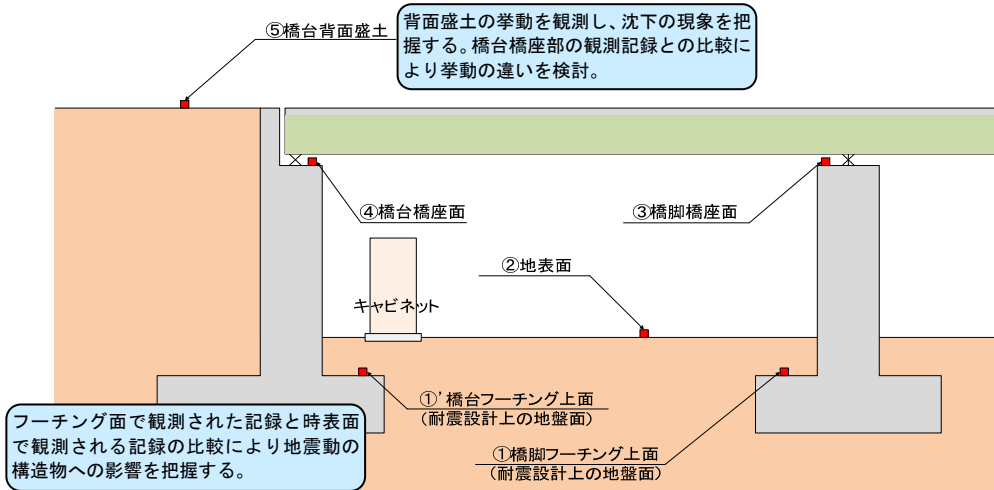 ⑤橋台背面盛土
背面盛土の挙動を観測し、沈下の現象を把
握する。橋台橋座部の観測記録との比較に
より挙動の違いを検討。
④橋台橋座面
③橋脚橋座面
②地表面
キャビネット
①’橋台フーチング上面
(耐震設計上の地盤面)
フーチング面で観測された記録と時表面
で観測される記録の比較により地震動の
構造物への影響を把握する。
①橋脚フーチング上面
(耐震設計上の地盤面)